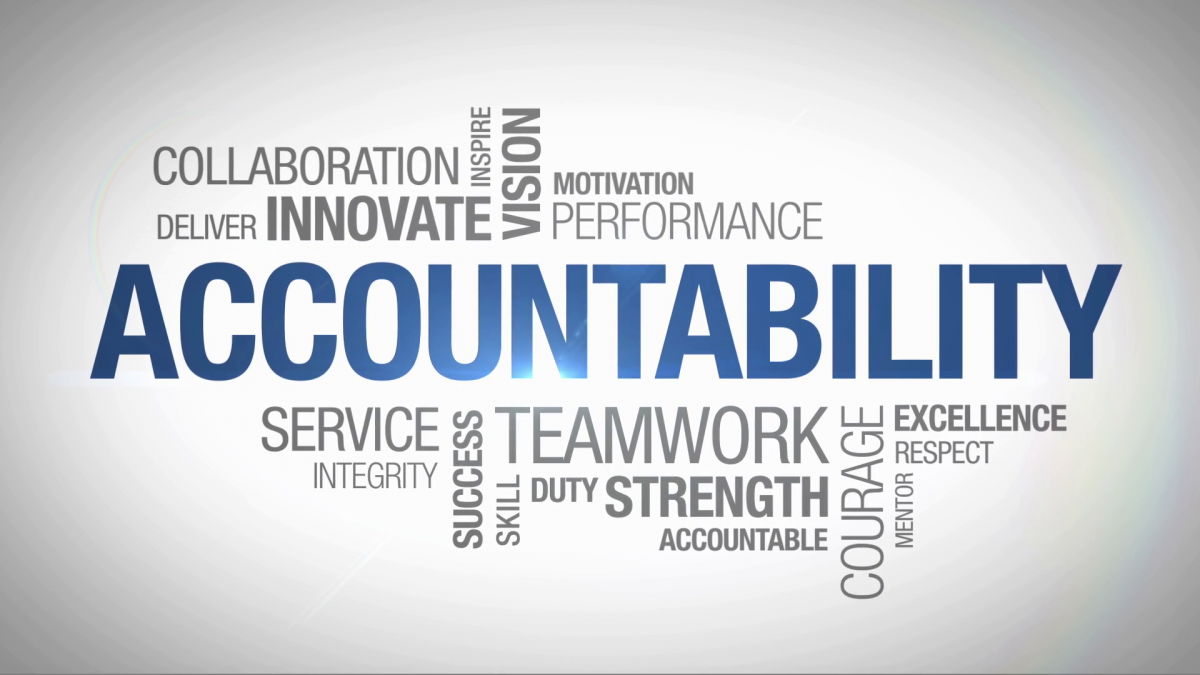 COLLABORATION
INSPIRE
VISION
MOTIVATION
DELIVER
INNOVATE
PERFORMANCE
ACCOUNTABILITY
SERVICE
INTEGRITY
SUCCESS
SKILL
TEAMWORK
DUTY
STRENGTH
ACCOUNTABLE
COURAGE
EXCELLENCE
RESPECT
MENTOR